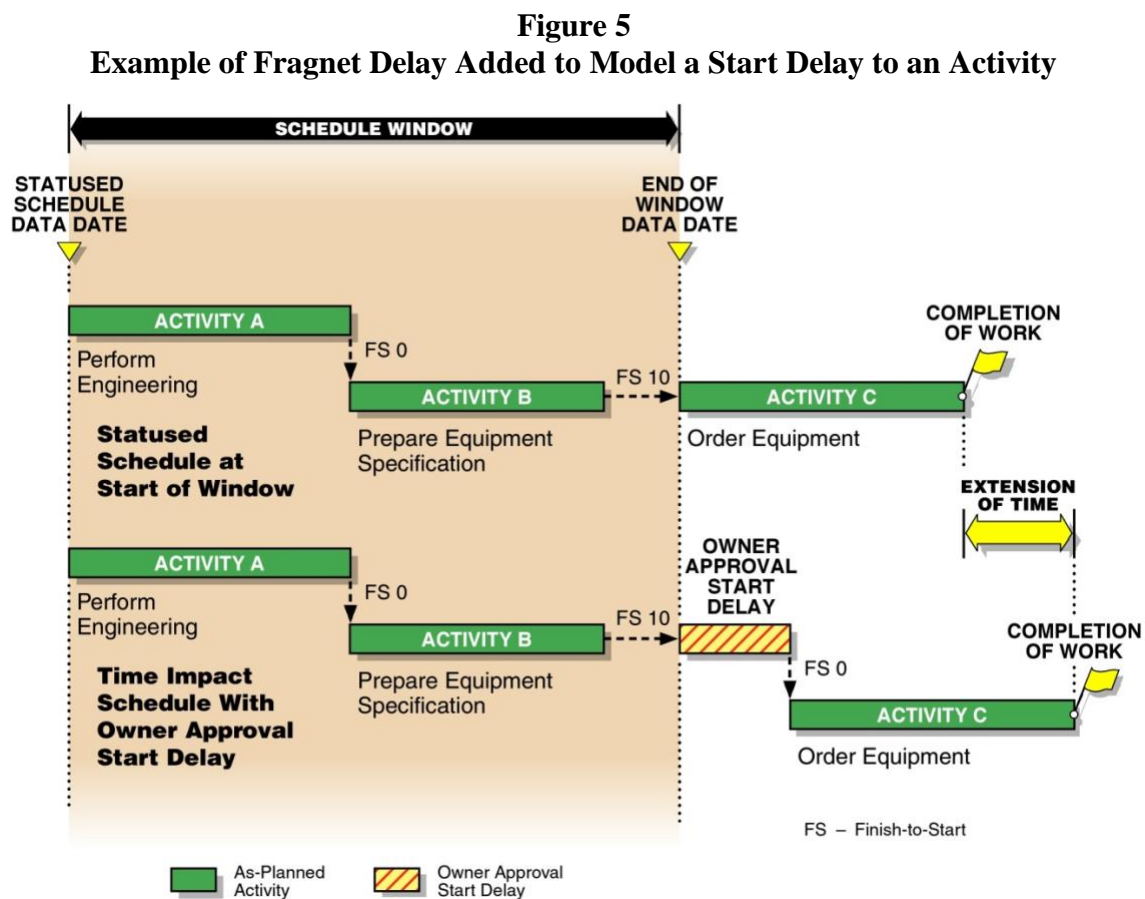 Figure 5
Example of Fragnet Delay Added to Model a Start Delay to an Activity
SCHEDULE WINDOW
STATUSED
SCHEDULE
DATA DATE
END OF
WINDOW
DATA DATE
ACTIVITY A
Perform
Engineering
FS 0
ACTIVITY B
Prepare Equipment
Specification
FS 10
ACTIVITY C
Order Equipment
COMPLETION
OF WORK
Statused
Schedule at
Start of Window
EXTENSION
OF TIME
ACTIVITY A
Perform
Engineering
FS 0
ACTIVITY B
Prepare Equipment
Specification
FS 10
OWNER
APPROVAL
START
DELAY
FS 0
ACTIVITY C
Order Equipment
COMPLETION
OF WORK
Time Impact
Schedule With
Owner Approval
Start Delay
FS – Finish-to-Start
As-Planned
Activity
Owner Approval
Start Delay